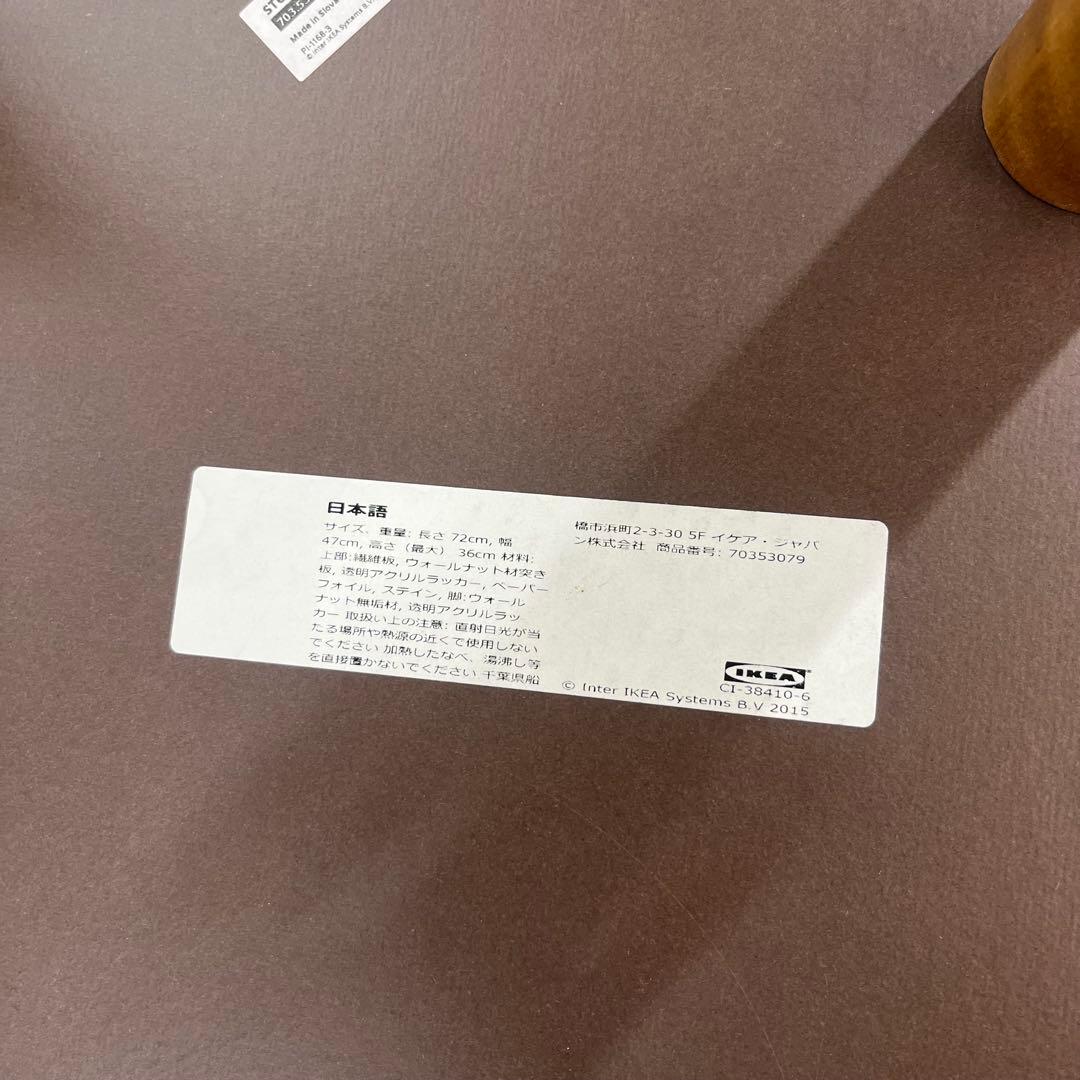 703.5
Made in Slova
PI-1168-3
© Inter IKEA Systems B.V
日本語
サイズ、重量: 長さ 72cm, 幅
47cm, 高さ（最大） 36cm 材料:
上部:繊維板, ウォールナット材突き
板, 透明アクリルラッカー, ペーパー
フォイル, ステイン, 脚:ウォール
ナット無垢材, 透明アクリルラッ
カー 取扱い上の注意: 直射日光が当
たる場所や熱源の近くで使用しない
でください 加熱したなべ、湯沸し等
を直接置かないでください 千葉県船
橋市浜町2-3-30 5F イケア・ジャパ
ン株式会社 商品番号: 70353079
IKEA®
CI-38410-6
© Inter IKEA Systems B.V 2015